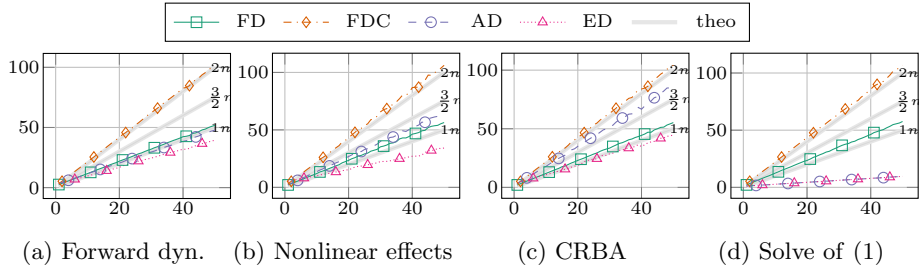 FD FDC AD ED theo
100 50 0
0 20 40
2n
3/2 n
1n
100 50 0
0 20 40
2n
3/2 n
1n
100 50 0
0 20 40
2n
3/2 n
1n
100 50 0
0 20 40
2n
3/2 n
1n
(a) Forward dyn. (b) Nonlinear effects (c) CRBA (d) Solve of (1)